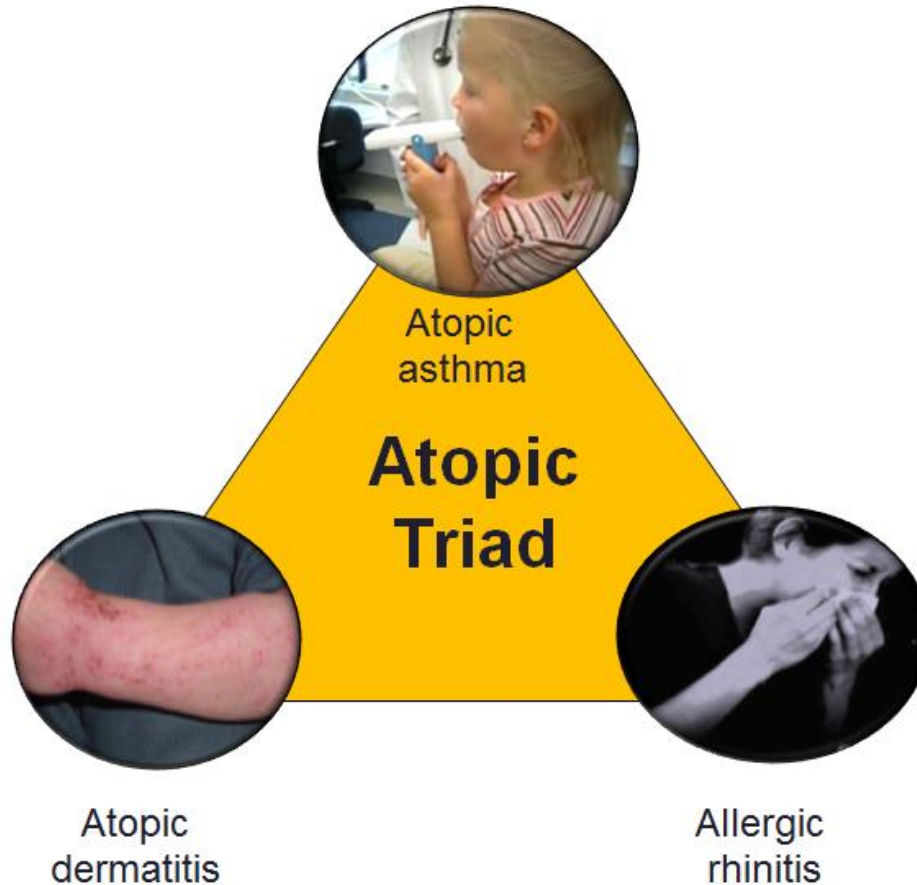 Atopic
asthma
Atopic
Triad
Atopic
dermatitis
Allergic
rhinitis